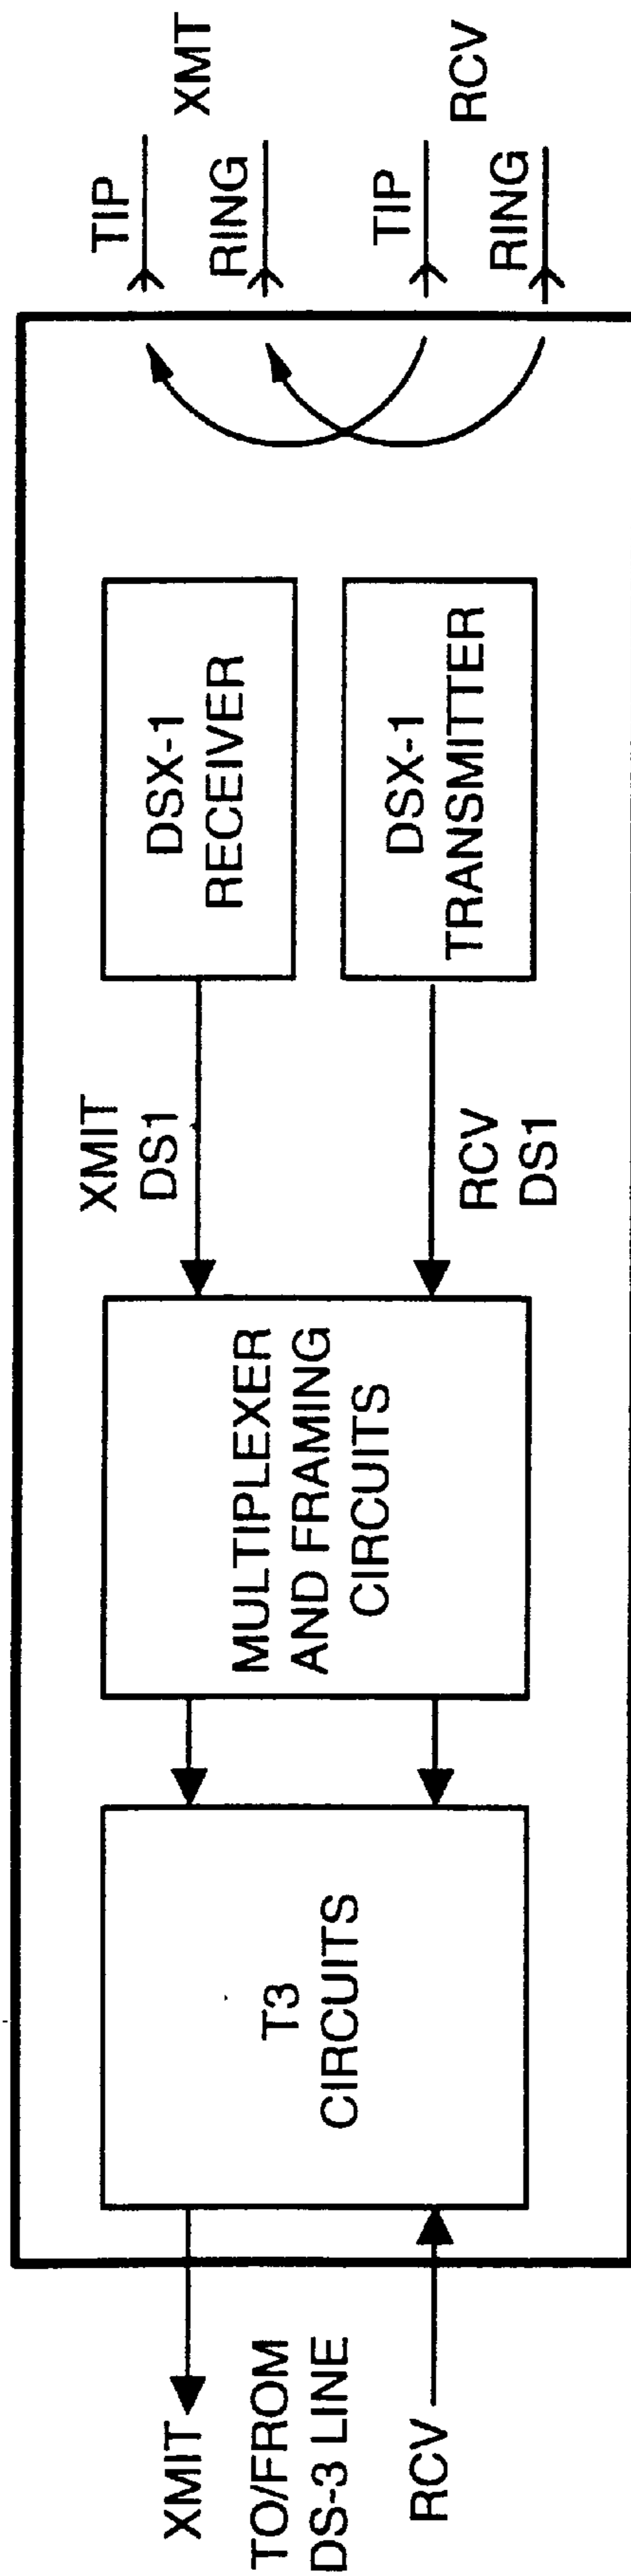 XMIT
TO/FROM
DS-3 LINE
RCV
T3
CIRCUITS
MULTIPLEXER
AND FRAMING
CIRCUITS
XMIT
DS1
RCV
DS1
DSX-1
RECEIVER
DSX-1
TRANSMITTER
TIP
XMT
RING
TIP
RCV
RING